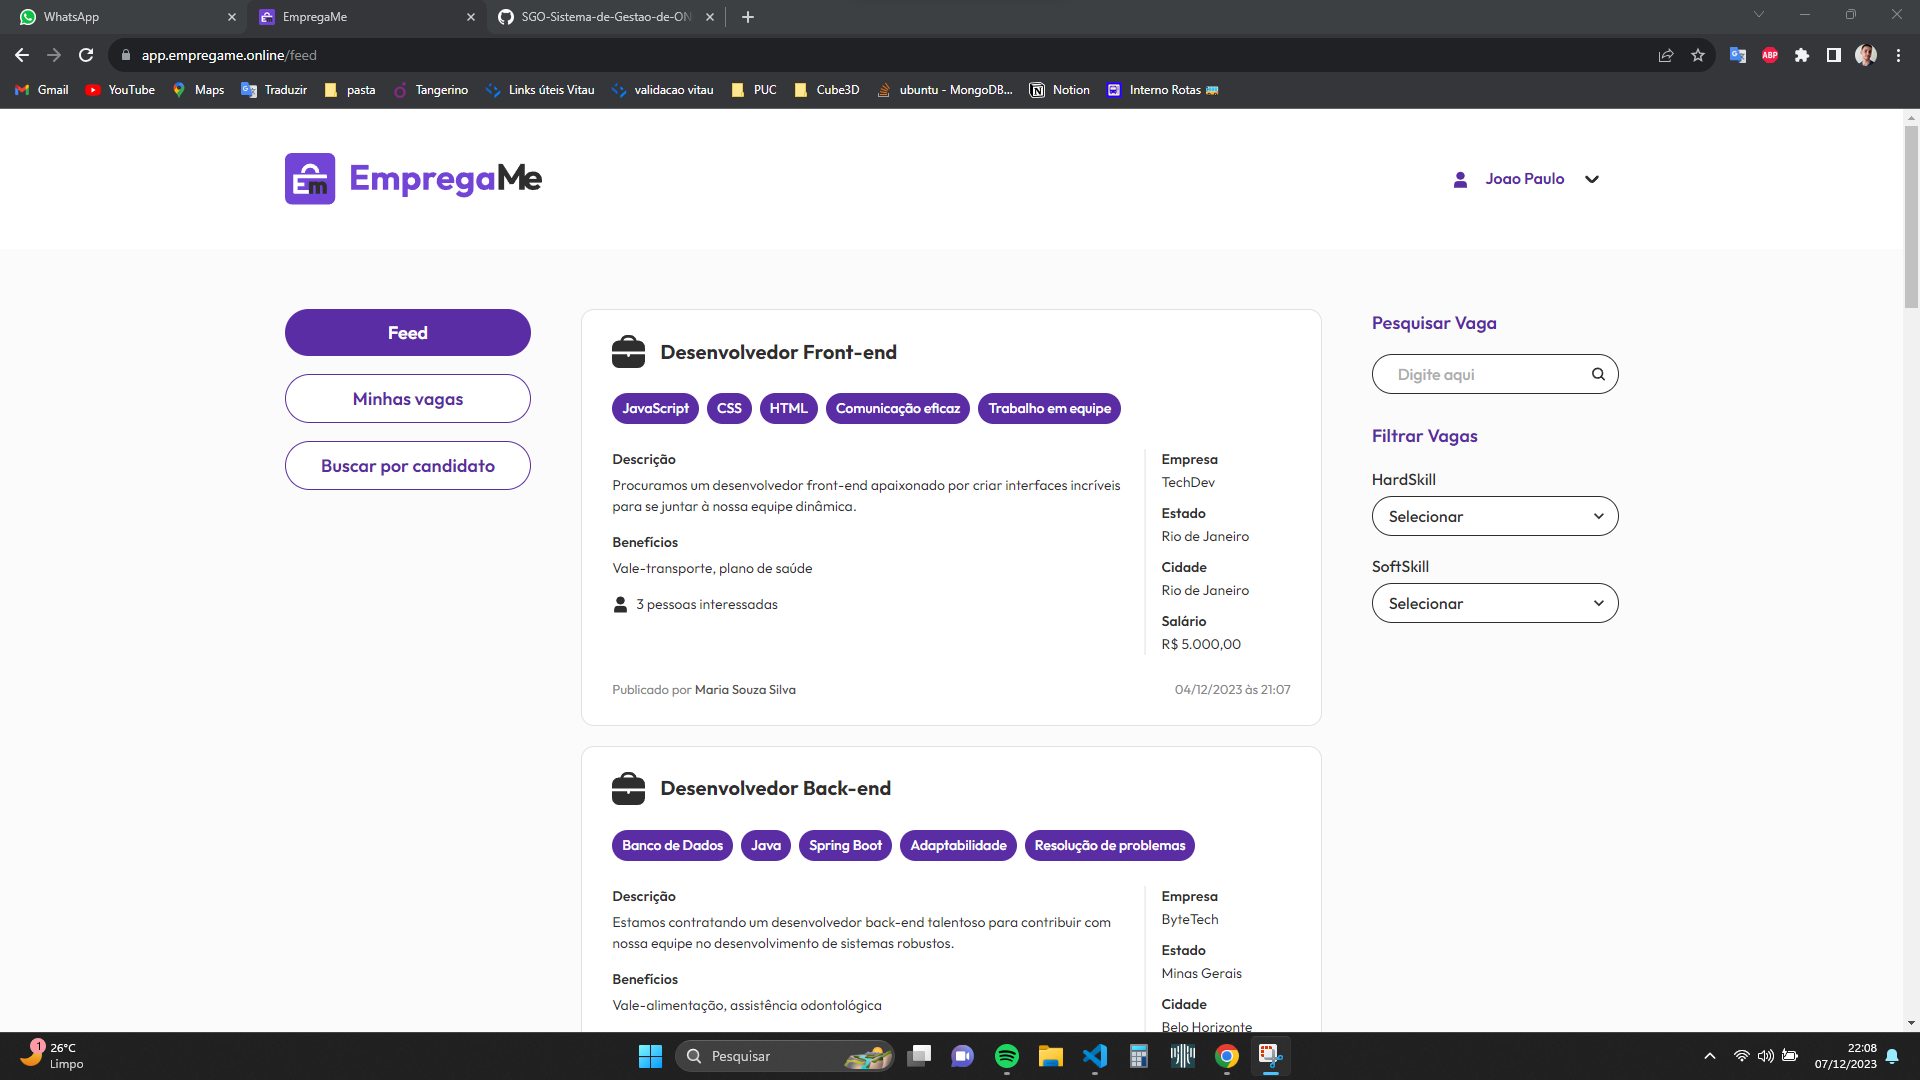 WhatsApp
EmpregaMe
SGO-Sistema-de-Gestao-de-ON
app.empregame.online/feed
ABP
Gmail
YouTube
Maps
Traduzir
pasta
Tangerino
Links úteis Vitau
validacao vitau
PUC
Cube3D
ubuntu - MongoDB...
Notion
Interno Rotas
Em
EmpregaMe
Joao Paulo
Feed
Minhas vagas
Buscar por candidato
Desenvolvedor Front-end
JavaScript
CSS
HTML
Comunicação eficaz
Trabalho em equipe
Descrição
Procuramos um desenvolvedor front-end apaixonado por criar interfaces incríveis
para se juntar à nossa equipe dinâmica.
Benefícios
Vale-transporte, plano de saúde
3 pessoas interessadas
Empresa
TechDev
Estado
Rio de Janeiro
Cidade
Rio de Janeiro
Salário
R$ 5.000,00
Publicado por Maria Souza Silva
04/12/2023 às 21:07
Desenvolvedor Back-end
Banco de Dados
Java
Spring Boot
Adaptabilidade
Resolução de problemas
Descrição
Estamos contratando um desenvolvedor back-end talentoso para contribuir com
nossa equipe no desenvolvimento de sistemas robustos.
Benefícios
Vale-alimentação, assistência odontológica
Empresa
ByteTech
Estado
Minas Gerais
Cidade
Belo Horizonte
Pesquisar Vaga
Digite aqui
Filtrar Vagas
HardSkill
Selecionar
SoftSkill
Selecionar
1
26°C
Limpo
Pesquisar
22:08
07/12/2023